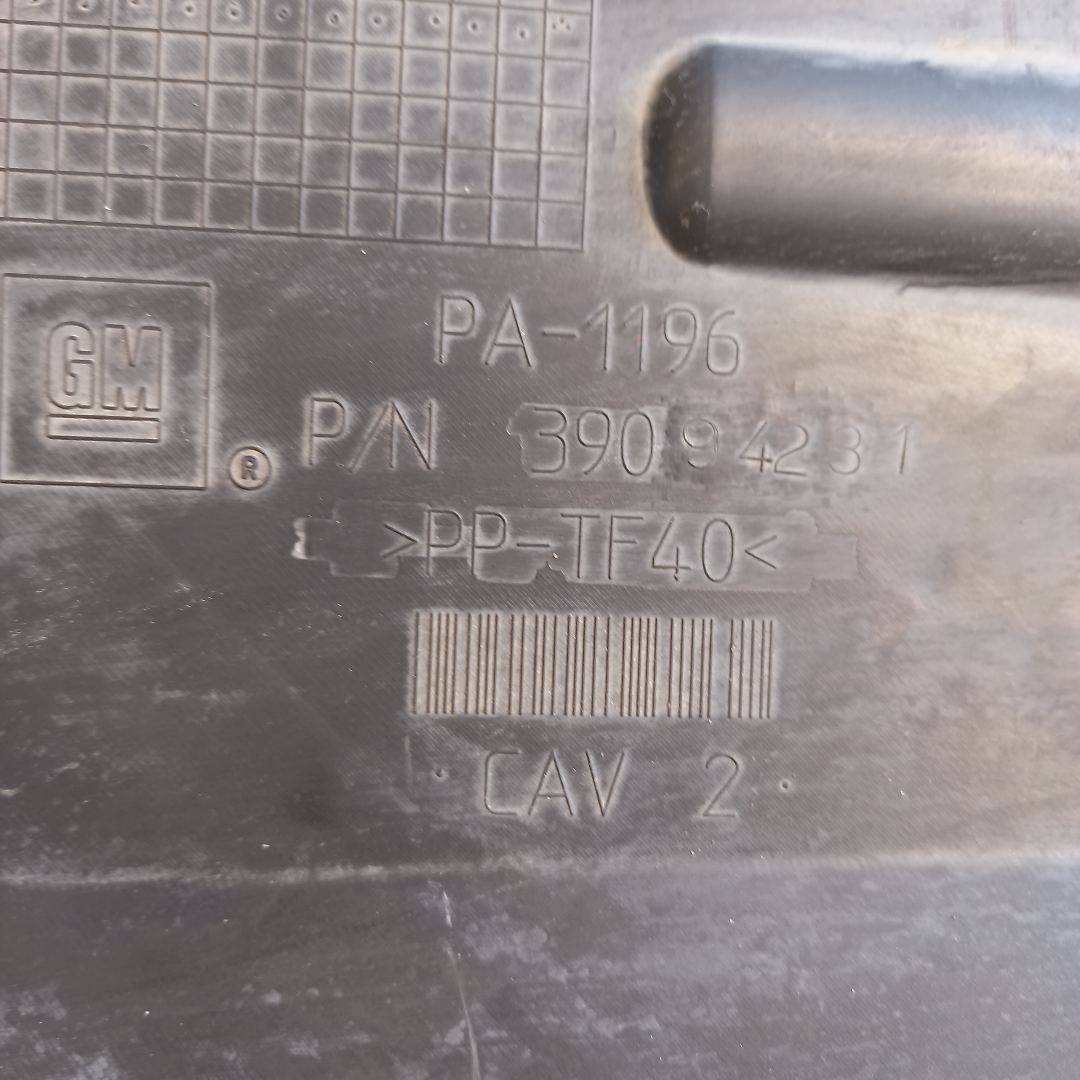 GM
®
PA-1196
P/N 39094231
>PP-TF40<
· CAV 2 ·